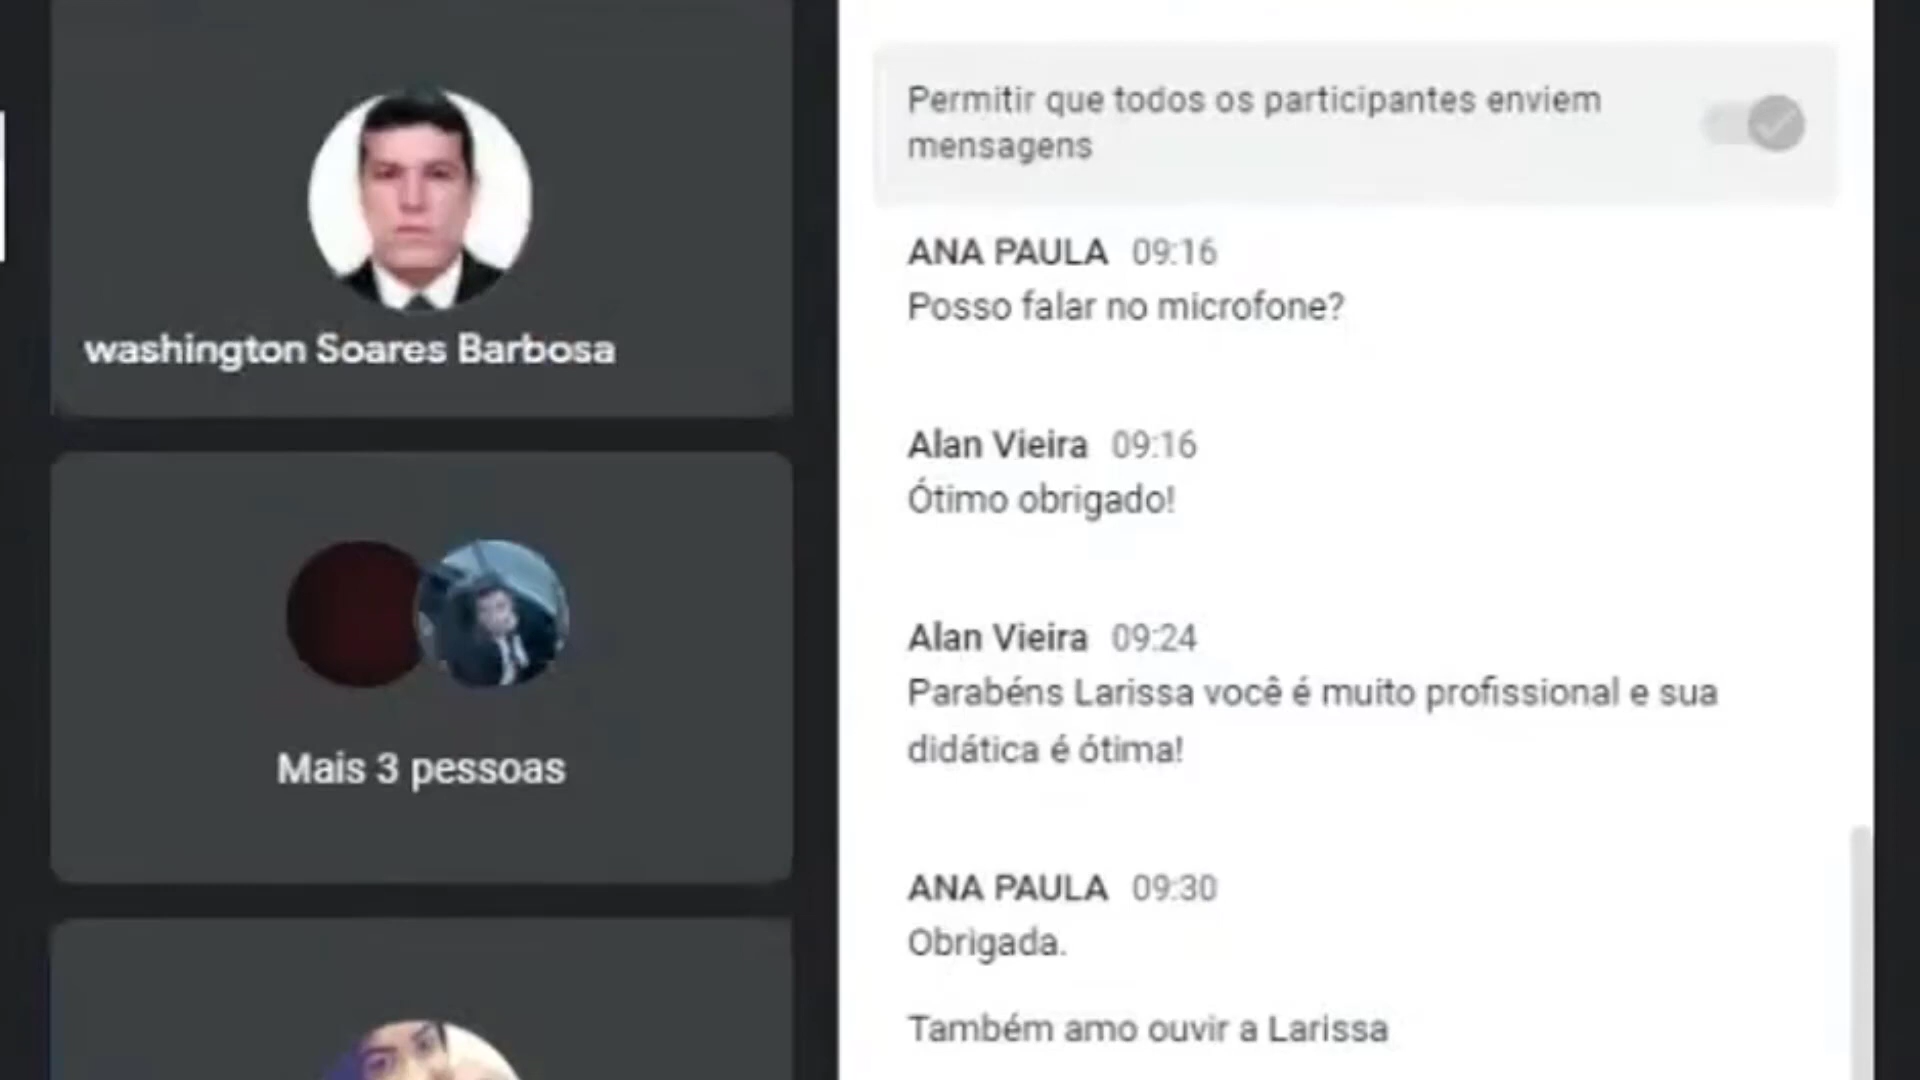 washington Soares Barbosa
Mais 3 pessoas
Permitir que todos os participantes enviem
mensagens
ANA PAULA 09:16
Posso falar no microfone?
Alan Vieira 09:16
Ótimo obrigado!
Alan Vieira 09:24
Parabéns Larissa você é muito profissional e sua
didática é ótima!
ANA PAULA 09:30
Obrigada.
Também amo ouvir a Larissa